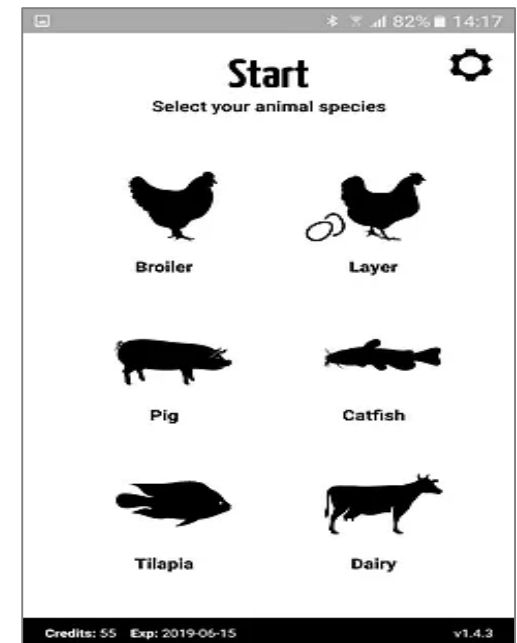 82% 14:17
Start
Select your animal species
Broiler Layer
Pig Catfish
Tilapia Dairy
Credits: 55 Exp: 2019-06-15 v1.4.3